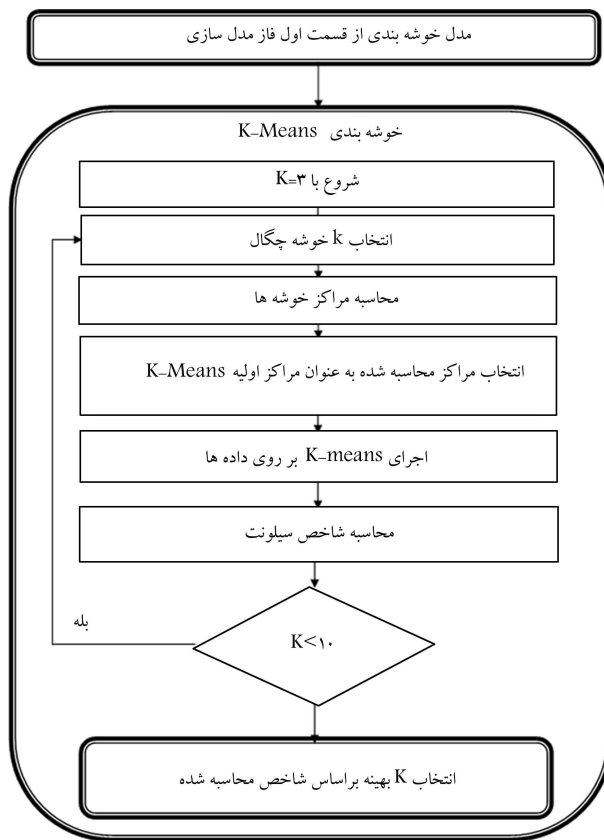 مدل خوشه بندی از قسمت اول فاز مدل سازی
خوشه بندی K-Means
شروع با K=۳
انتخاب k خوشه چگال
محاسبه مراکز خوشه ها
انتخاب مراکز محاسبه شده به عنوان مراکز اولیه K-Means
اجرای K-means بر روی داده ها
محاسبه شاخص سیلونت
بله
K<۱۰
انتخاب K بهینه براساس شاخص محاسبه شده